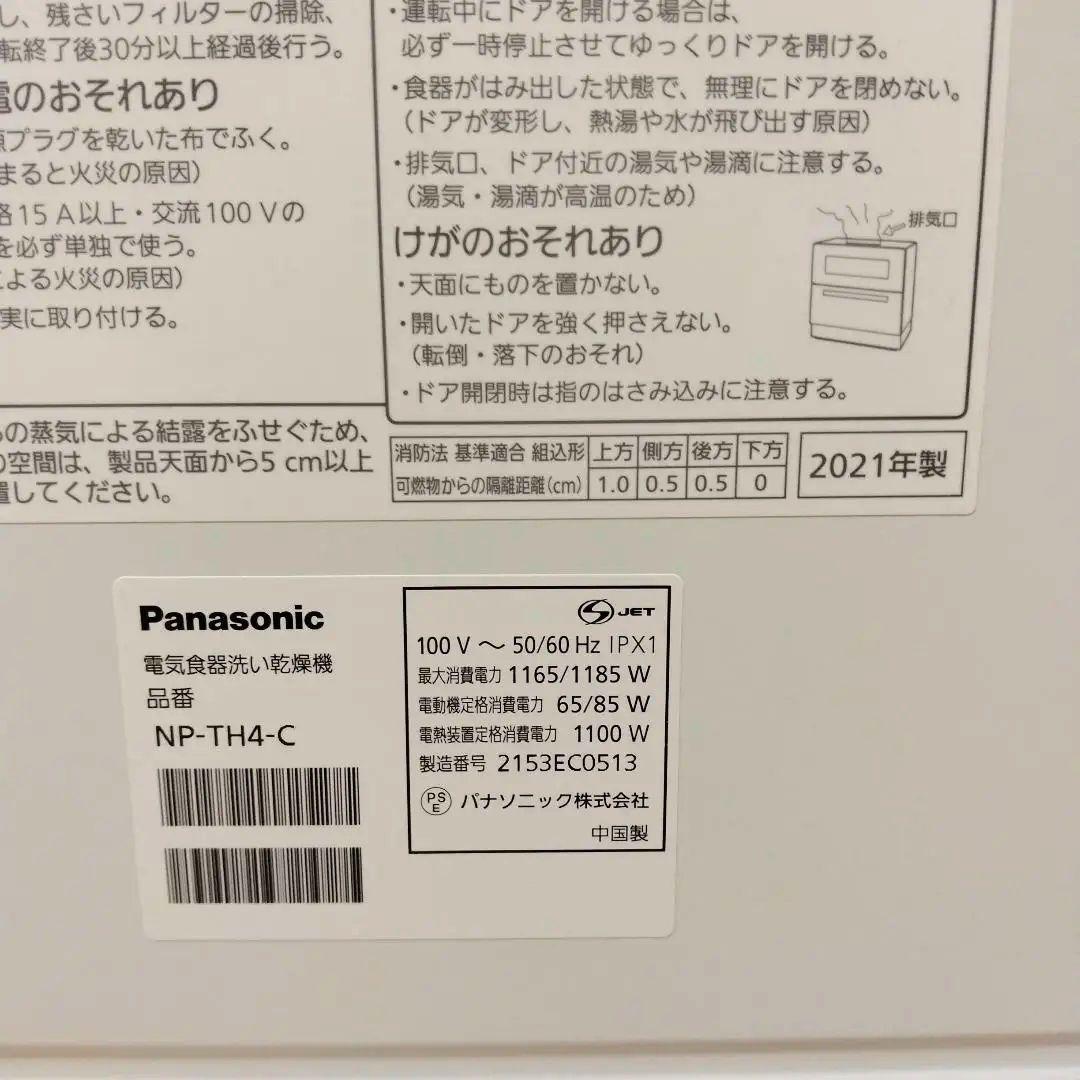 し、残さいフィルターの掃除、
転終了後30分以上経過後行う。
電のおそれあり
プラグを乾いた布でふく。
まると火災の原因）
格15 A以上・交流100 Vの
を必ず単独で使う。
による火災の原因）
実に取り付ける。
・運転中にドアを開ける場合は、
必ず一時停止させてゆっくりドアを開ける。
・食器がはみ出した状態で、無理にドアを閉めない。
（ドアが変形し、熱湯や水が飛び出す原因）
・排気口、ドア付近の湯気や湯滴に注意する。
（湯気・湯滴が高温のため）
けがのおそれあり
・天面にものを置かない。
・開いたドアを強く押さえない。
（転倒・落下のおそれ）
・ドア開閉時は指のはさみ込みに注意する。
排気口
らの蒸気による結露をふせぐため、
の空間は、製品天面から5 cm以上
置してください。
消防法 基準適合 組込形 上方 側方 後方 下方
可燃物からの隔離距離(cm) 1.0 0.5 0.5 0
2021年製
Panasonic
電気食器洗い乾燥機
品番
NP-TH4-C
JET
100 V ～ 50/60 Hz IPX1
最大消費電力 1165/1185 W
電動機定格消費電力 65/85 W
電熱装置定格消費電力 1100 W
製造番号 2153EC0513
PS
E
パナソニック株式会社
中国製